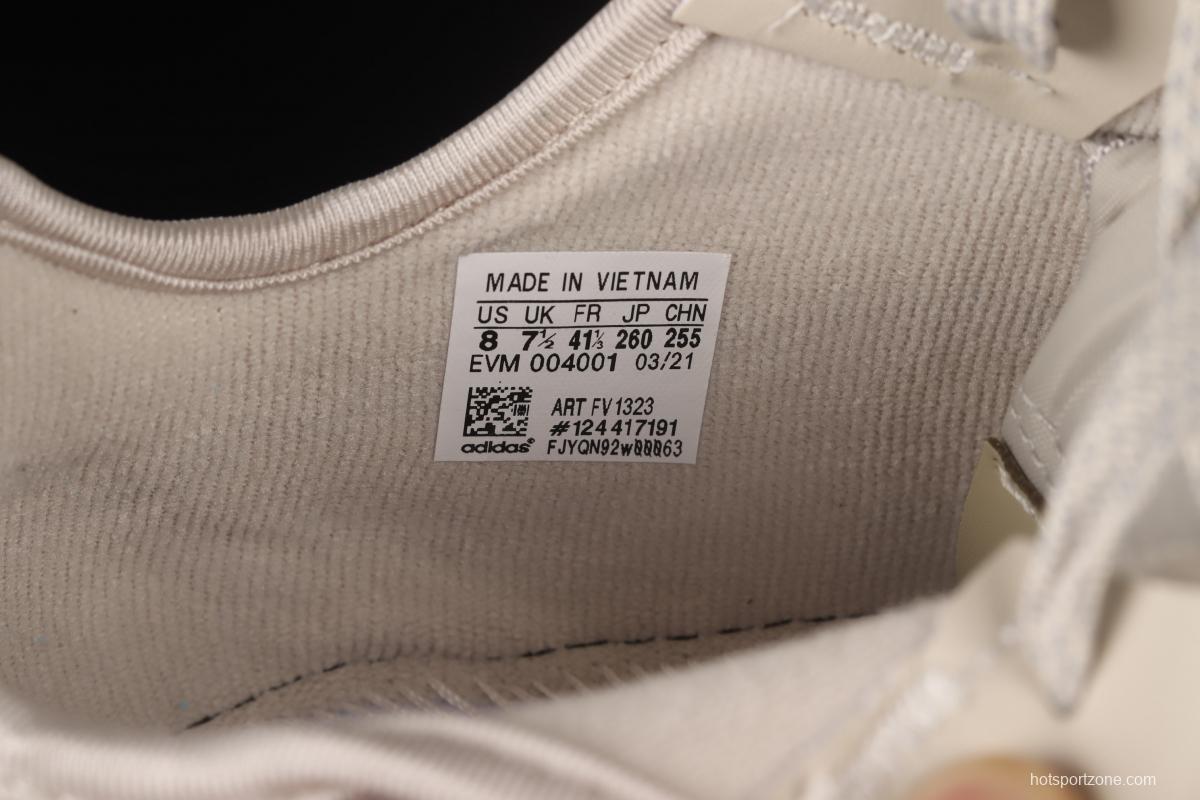 MADE IN VIETNAM
US UK FR JP CHN
8 7½ 41⅓ 260 255
EVM 004001 03/21
ART FV1323
#124417191
adidas® FJYQN92w00063
hotsportzone.com